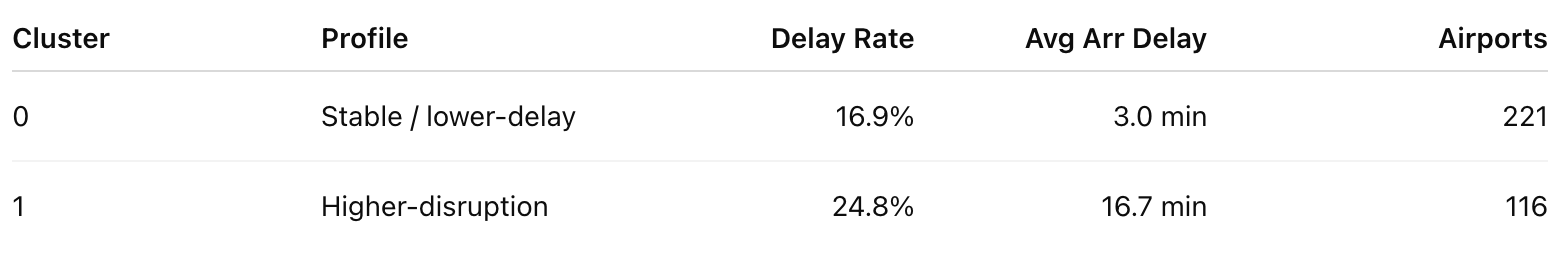 Cluster Profile Delay Rate Avg Arr Delay Airports
0 Stable / lower-delay 16.9% 3.0 min 221
1 Higher-disruption 24.8% 16.7 min 116